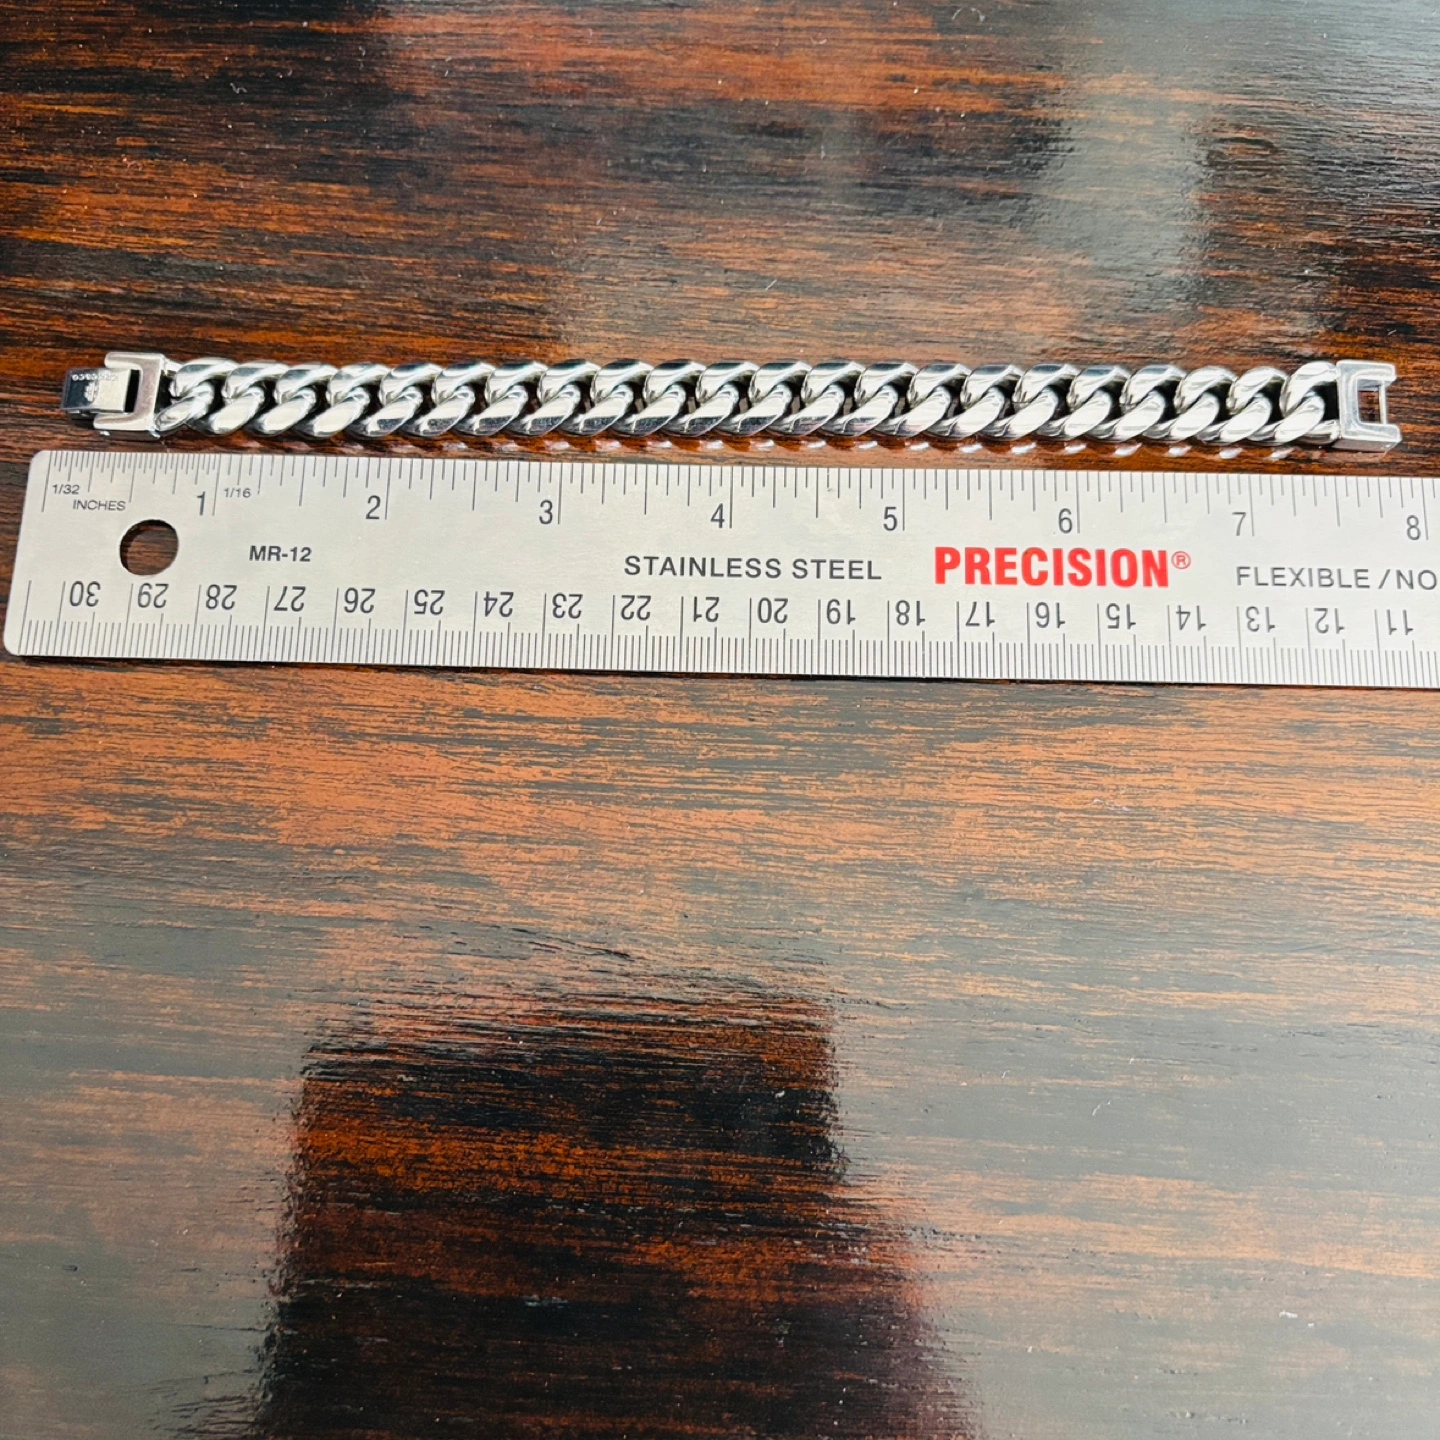 1/32
INCHES
1 1/16 2 3 4 5 6 7 8
MR-12
STAINLESS STEEL PRECISION® FLEXIBLE / NO
30 29 28 27 26 25 24 23 22 21 20 19 18 17 16 15 14 13 12 11